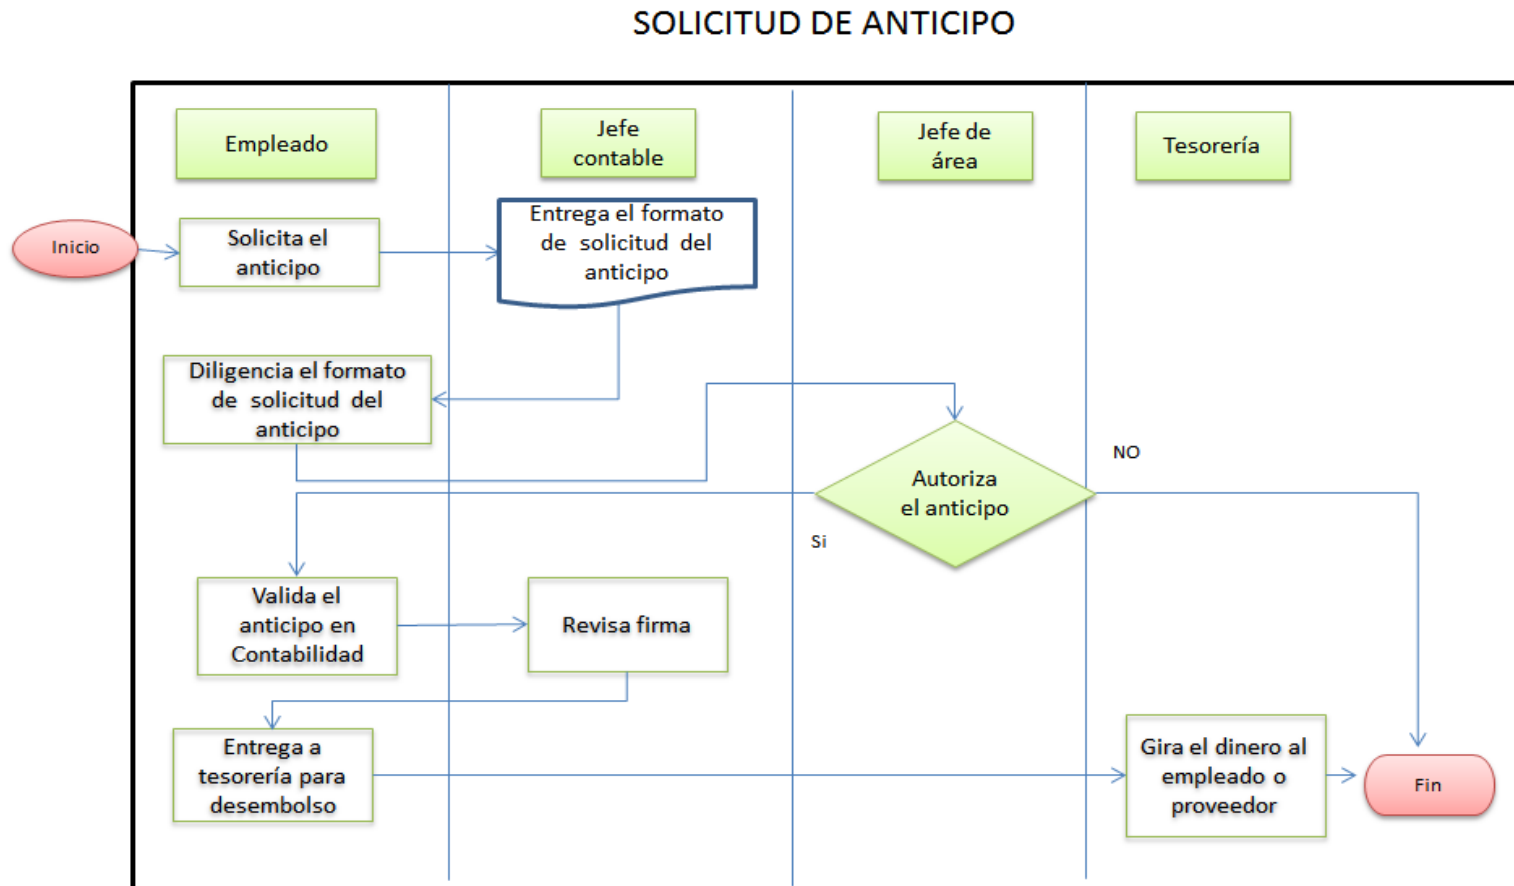 SOLICITUD DE ANTICIPO
Empleado
Jefe
contable
Jefe de
área
Tesorería
Inicio
Solicita el
anticipo
Entrega el formato
de solicitud del
anticipo
Diligencia el formato
de solicitud del
anticipo
Autoriza
el anticipo
NO
Si
Valida el
anticipo en
Contabilidad
Revisa firma
Entrega a
tesorería para
desembolso
Gira el dinero al
empleado o
proveedor
Fin